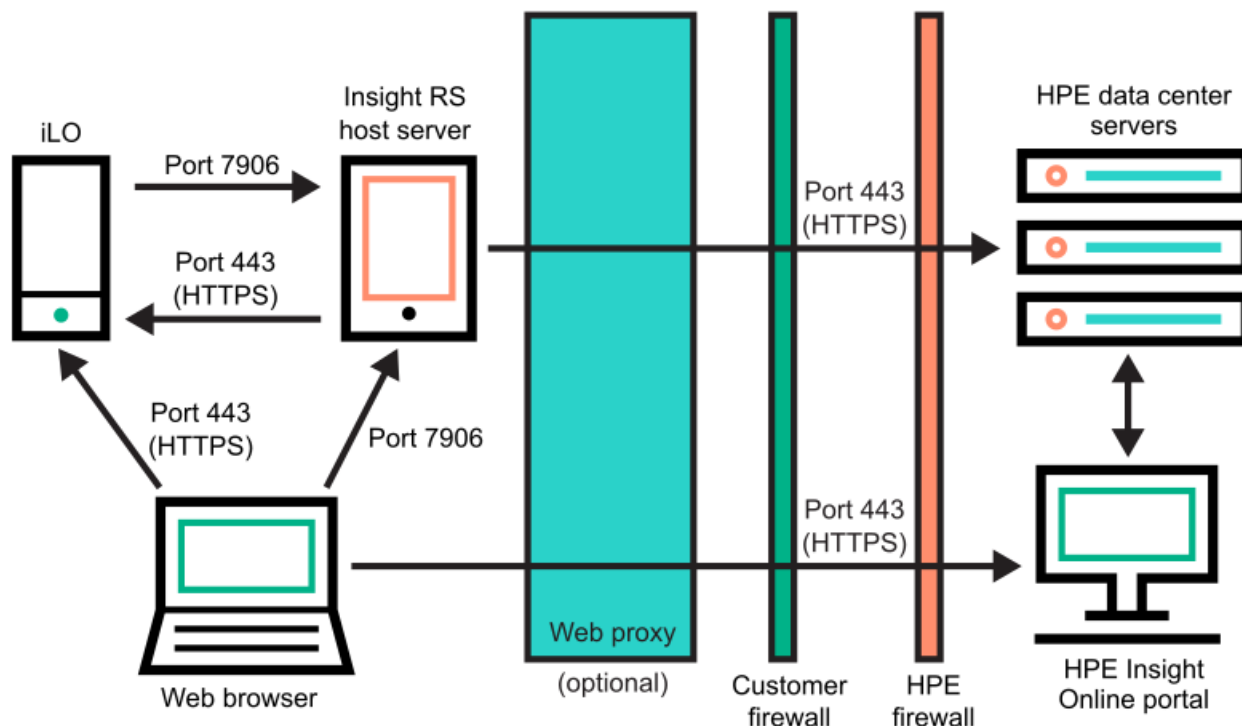 iLO
Insight RS
host server
HPE data center
servers
Port 7906
Port 443
(HTTPS)
Port 443
(HTTPS)
Port 443
(HTTPS)
Port 7906
Port 443
(HTTPS)
Web proxy
(optional)
Web browser
Customer
firewall
HPE
firewall
HPE Insight
Online portal